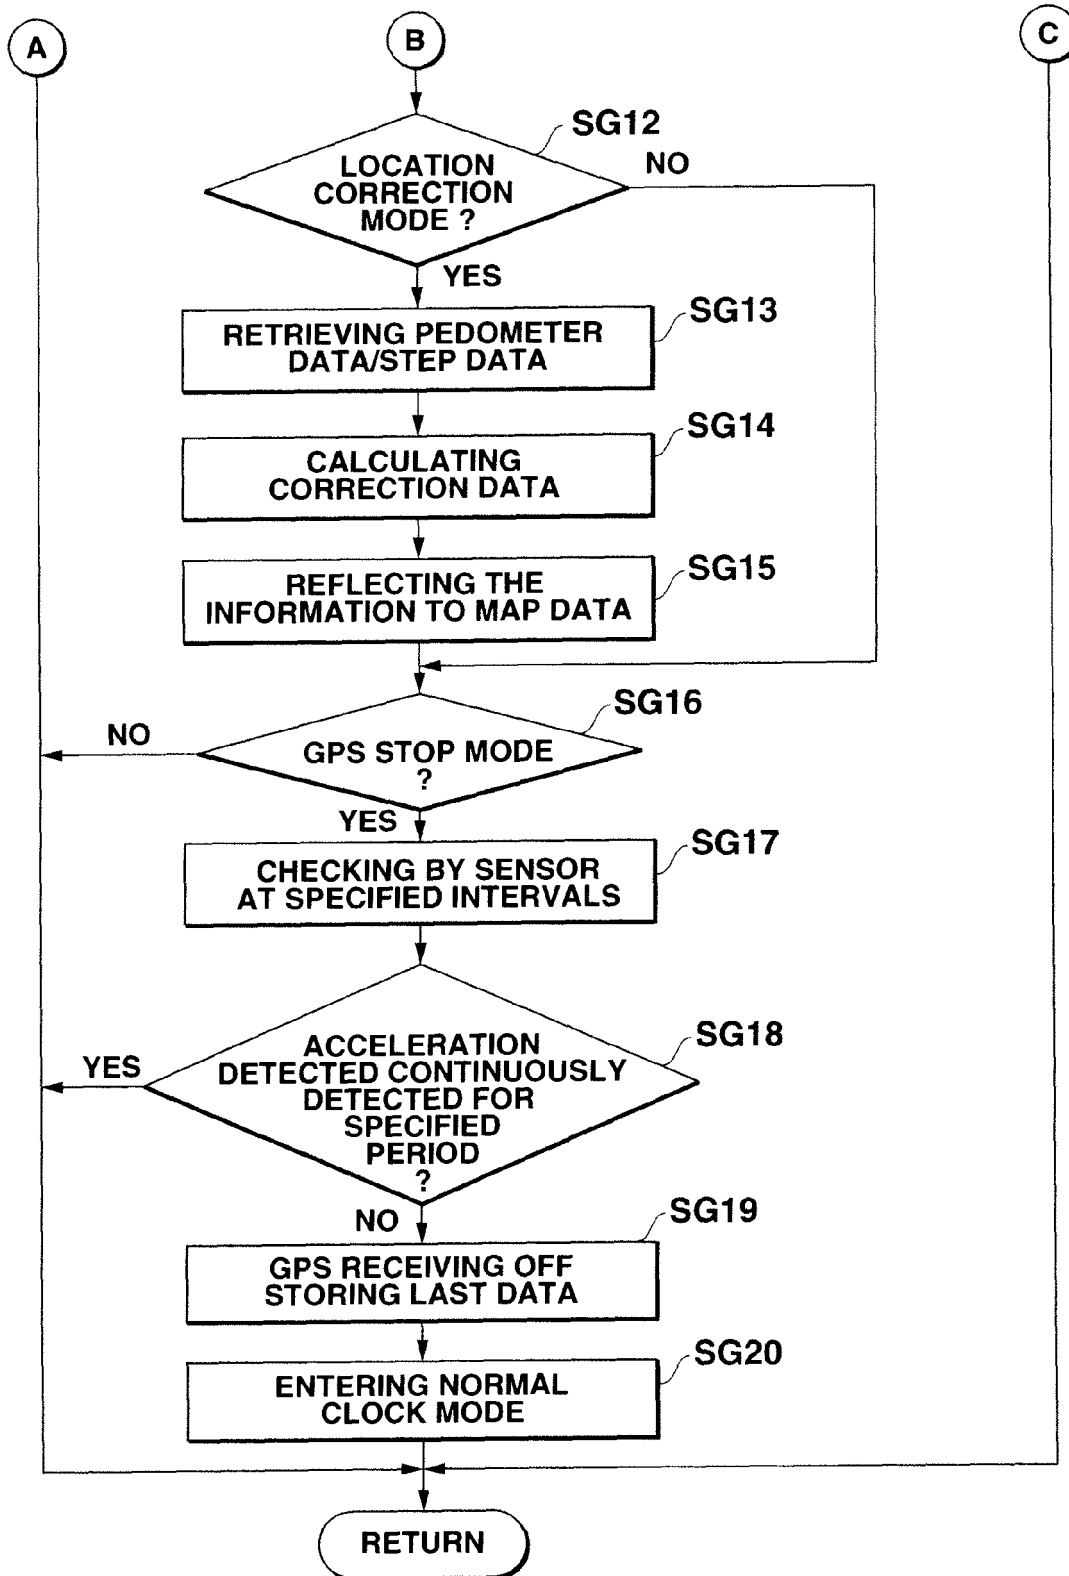 A
B
C
SG12
LOCATION
CORRECTION
MODE ?
NO
YES
SG13
RETRIEVING PEDOMETER
DATA/STEP DATA
SG14
CALCULATING
CORRECTION DATA
SG15
REFLECTING THE
INFORMATION TO MAP DATA
SG16
NO
GPS STOP MODE
?
YES
SG17
CHECKING BY SENSOR
AT SPECIFIED INTERVALS
SG18
YES
ACCELERATION
DETECTED CONTINUOUSLY
DETECTED FOR
SPECIFIED
PERIOD
?
NO
SG19
GPS RECEIVING OFF
STORING LAST DATA
SG20
ENTERING NORMAL
CLOCK MODE
RETURN